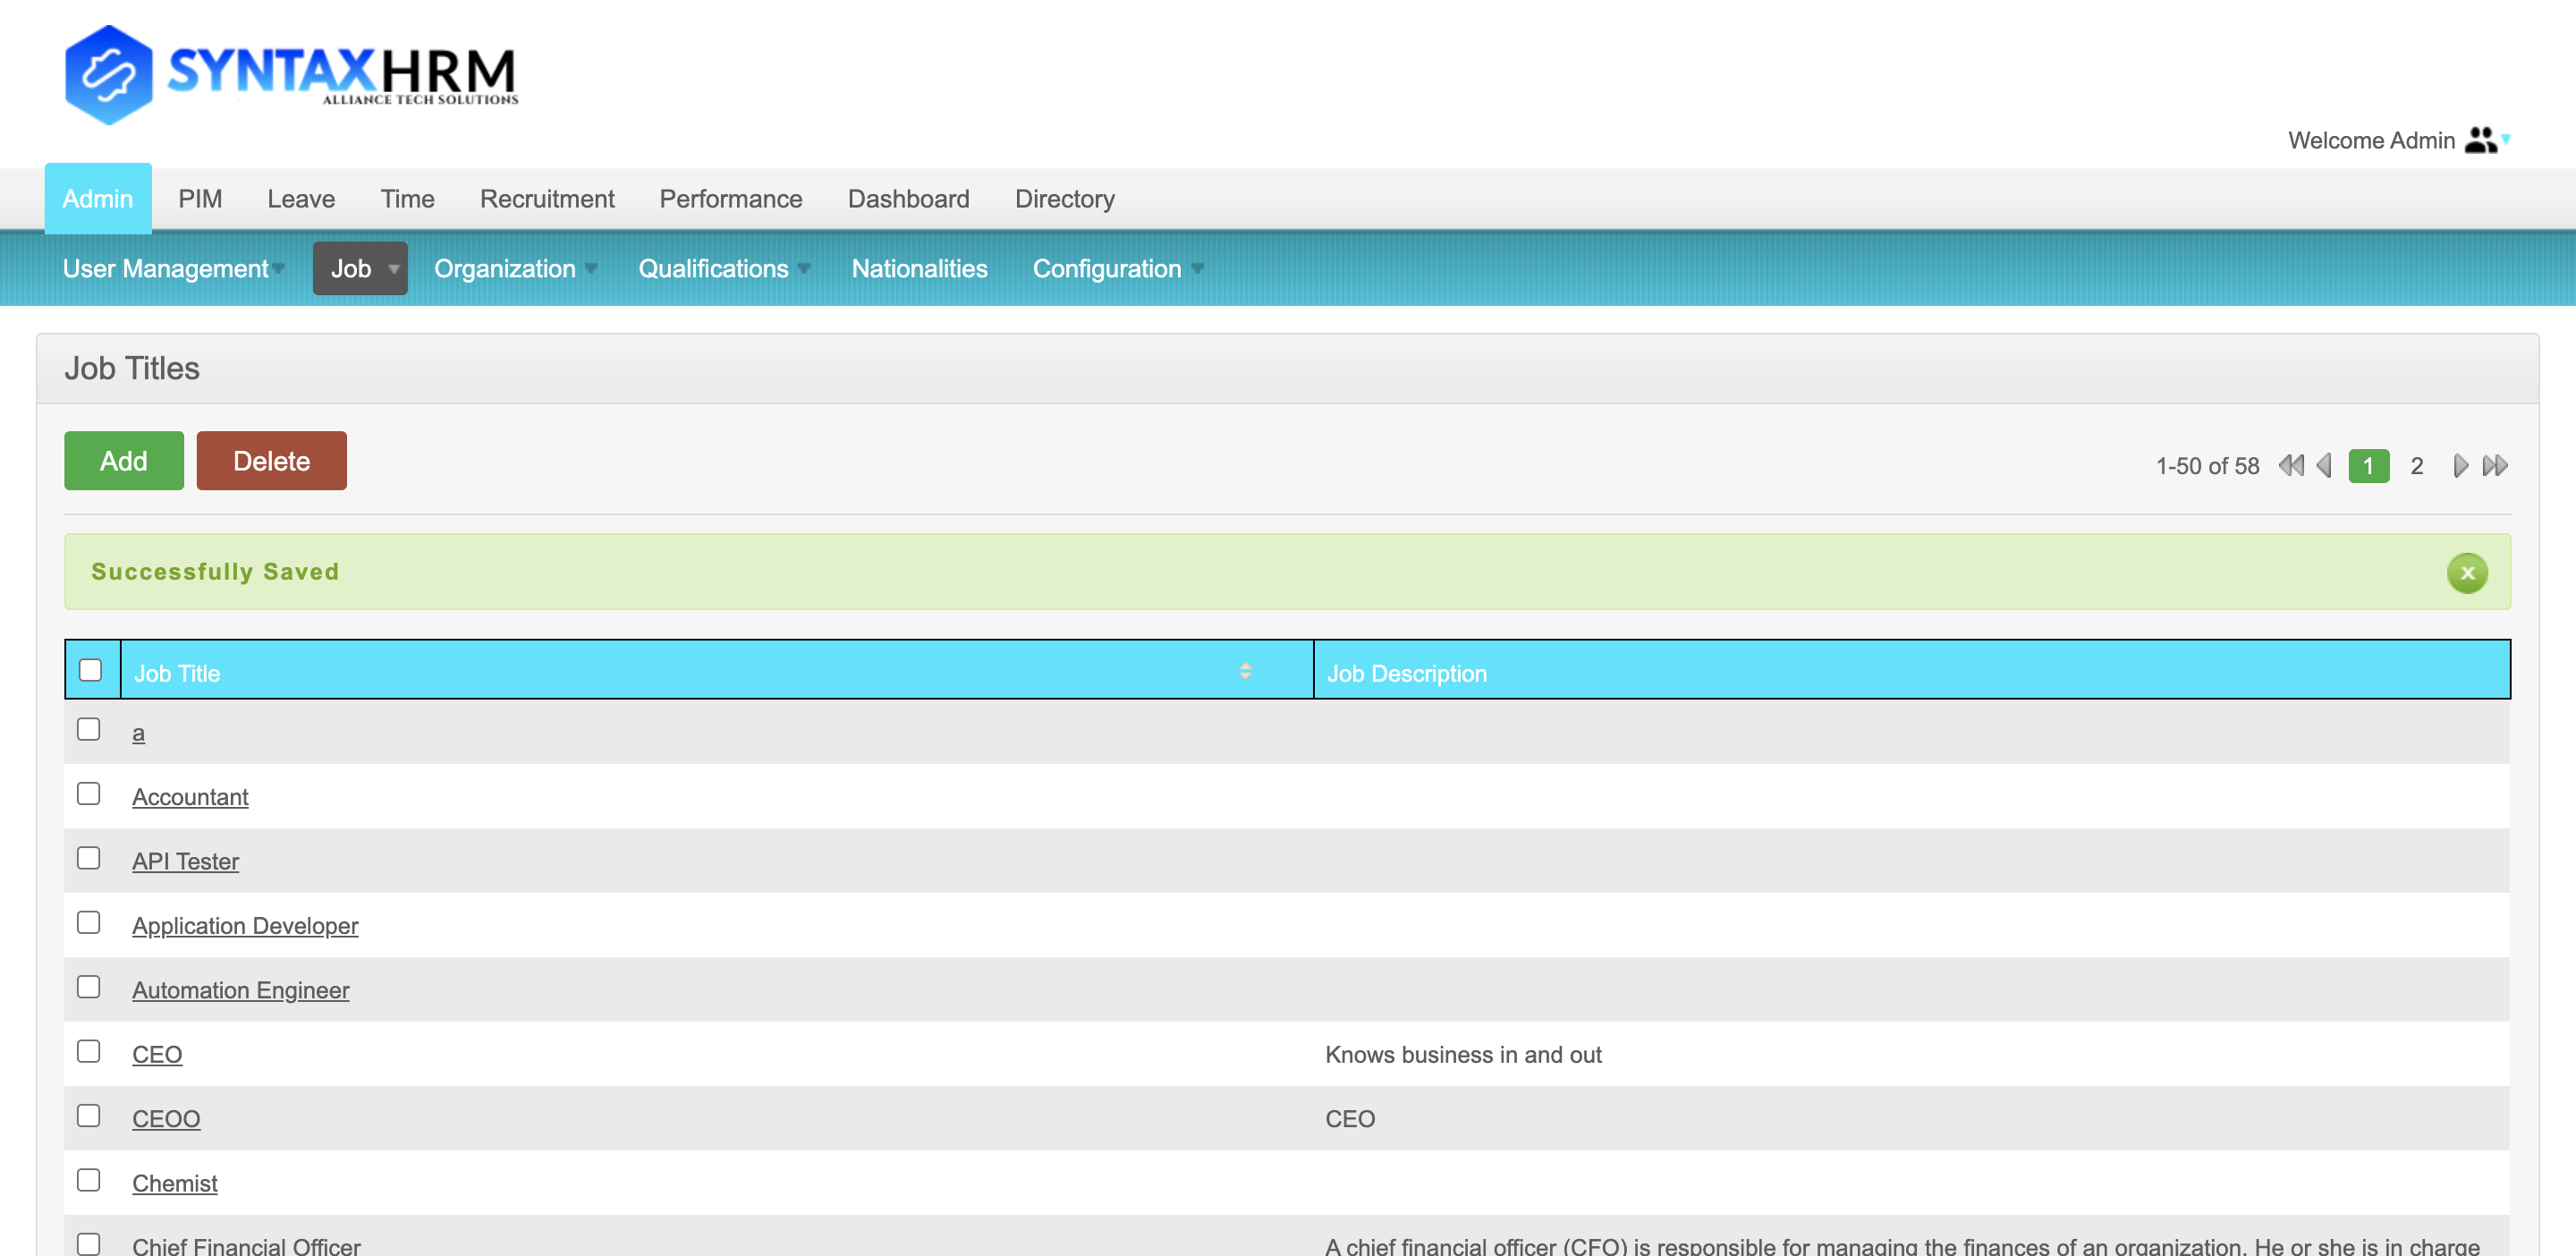 SYNTAXHRM
ALLIANCE TECH SOLUTIONS
Welcome Admin
Admin PIM Leave Time Recruitment Performance Dashboard Directory
User Management Job Organization Qualifications Nationalities Configuration
Job Titles
Add Delete 1-50 of 58 1 2
Successfully Saved x
Job Title Job Description
a
Accountant
API Tester
Application Developer
Automation Engineer
CEO Knows business in and out
CEOO CEO
Chemist
Chief Financial Officer A chief financial officer (CFO) is responsible for managing the finances of an organization. He or she is in charge